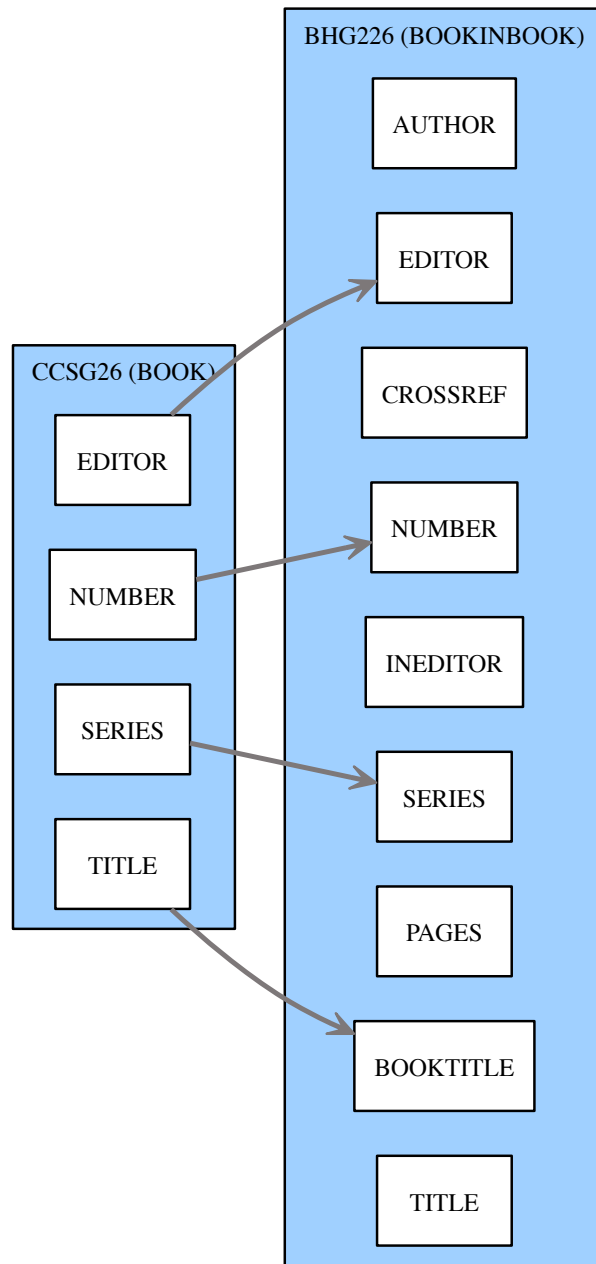 BHG226 (BOOKINBOOK)
AUTHOR
EDITOR
CROSSREF
NUMBER
INEDITOR
SERIES
PAGES
BOOKTITLE
TITLE
CCSG26 (BOOK)
EDITOR
NUMBER
SERIES
TITLE